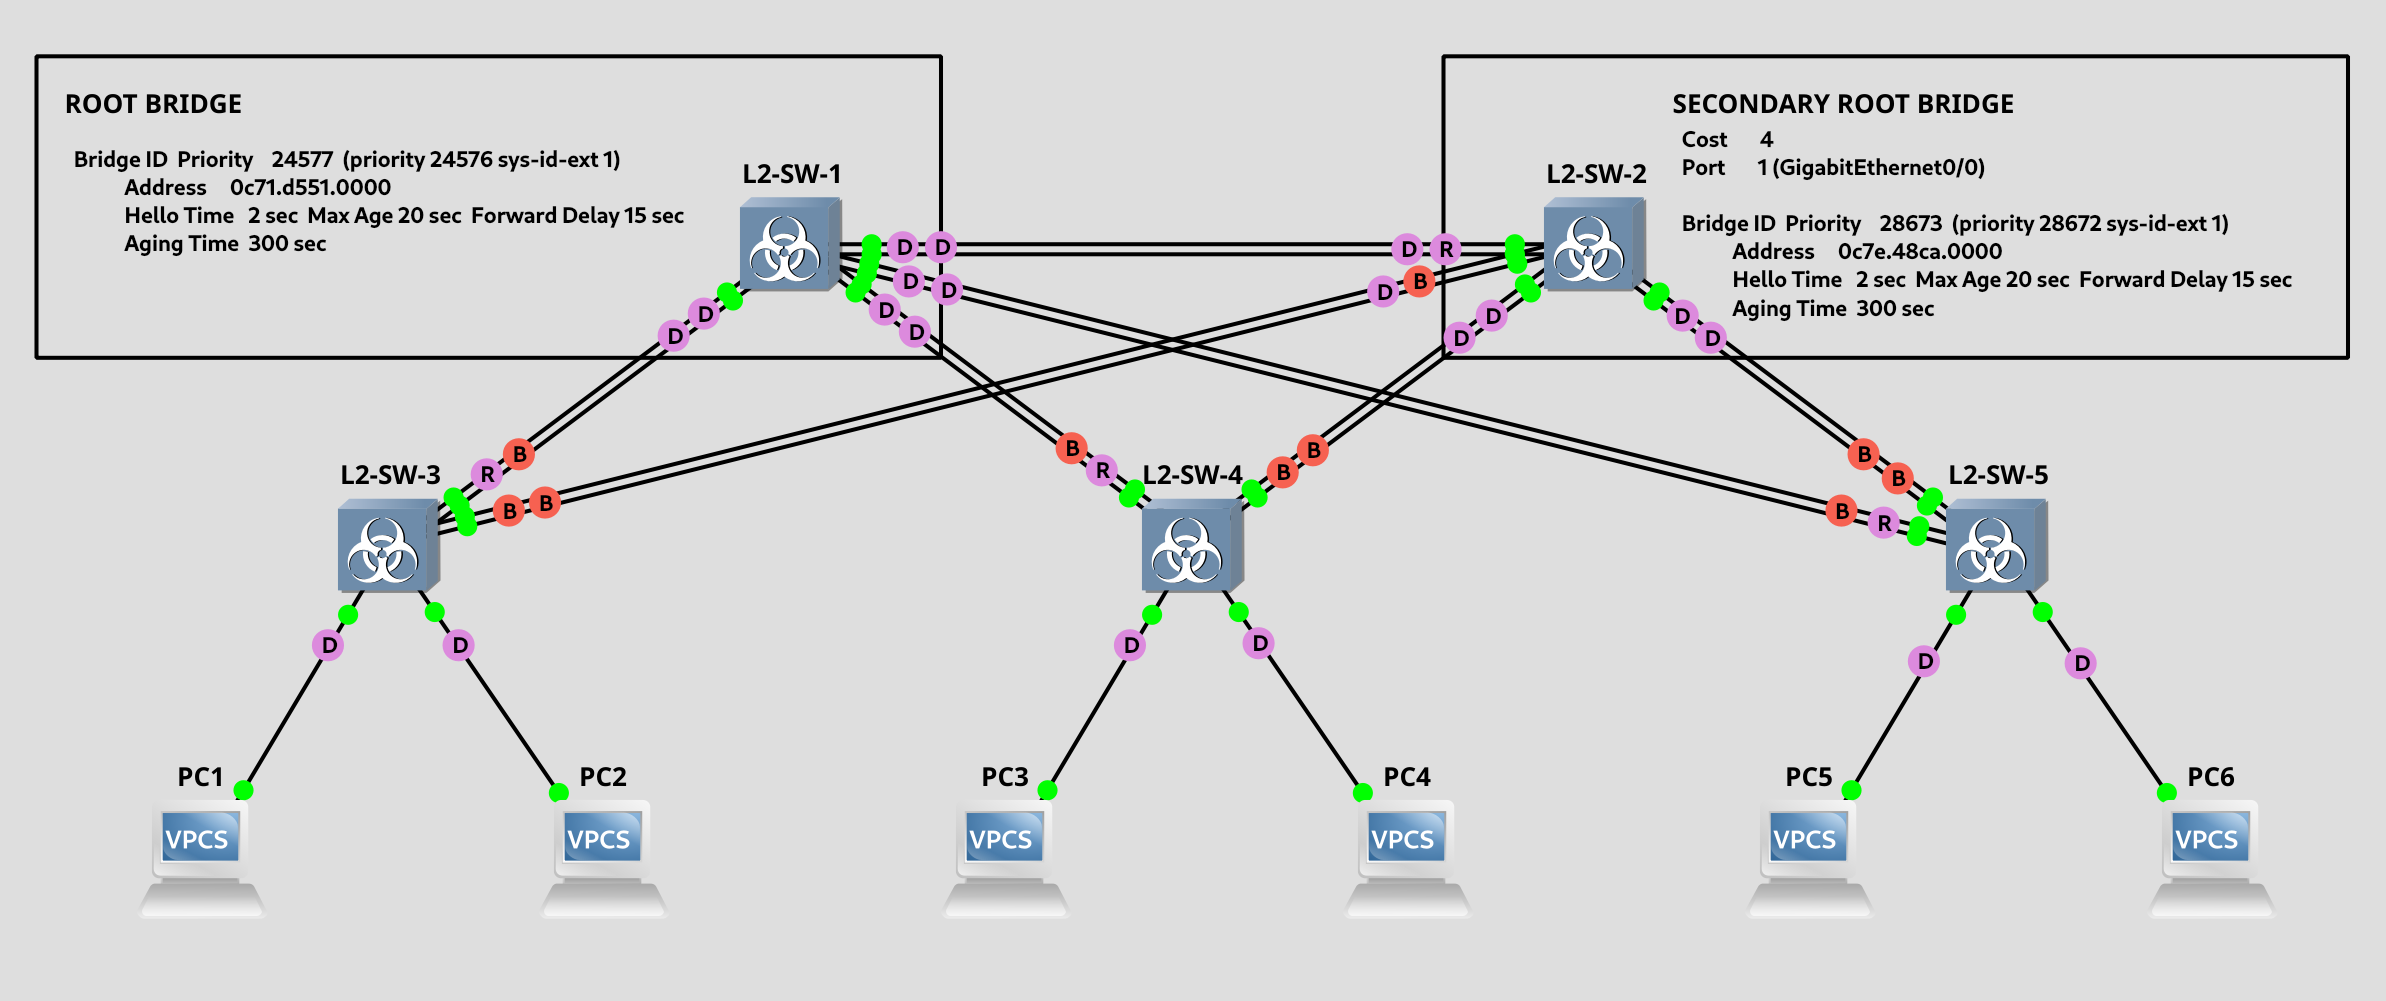 ROOT BRIDGE
Bridge ID Priority 24577 (priority 24576 sys-id-ext 1)
Address 0c71.d551.0000
Hello Time 2 sec Max Age 20 sec Forward Delay 15 sec
Aging Time 300 sec
L2-SW-1
SECONDARY ROOT BRIDGE
Cost 4
Port 1 (GigabitEthernet0/0)
L2-SW-2
Bridge ID Priority 28673 (priority 28672 sys-id-ext 1)
Address 0c7e.48ca.0000
Hello Time 2 sec Max Age 20 sec Forward Delay 15 sec
Aging Time 300 sec
D D
D R
D D
D B
D D
D D
D D
D D
R B
B B
L2-SW-3
B R
L2-SW-4
B B
B B
B R
L2-SW-5
D D
D D
D D
PC1
PC2
PC3
PC4
PC5
PC6
VPCS
VPCS
VPCS
VPCS
VPCS
VPCS